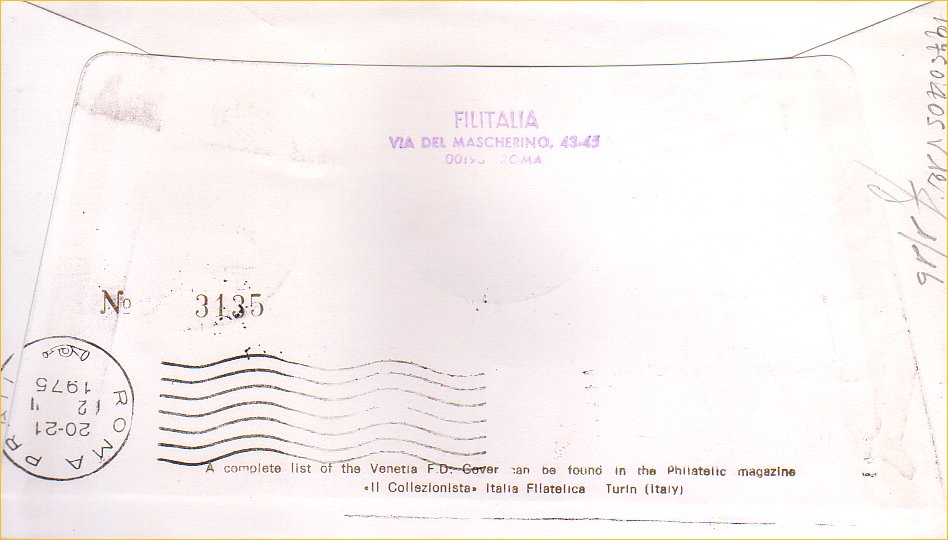 FILITALIA
VIA DEL MASCHERINO, 43-45
ROMA
№ 3135
ROMA PR
20-21
1975
A complete list of the Venetia F.D. Cover can be found in the Philatelic magazine
«Il Collezionista» Italia Filatelica Turin (Italy)